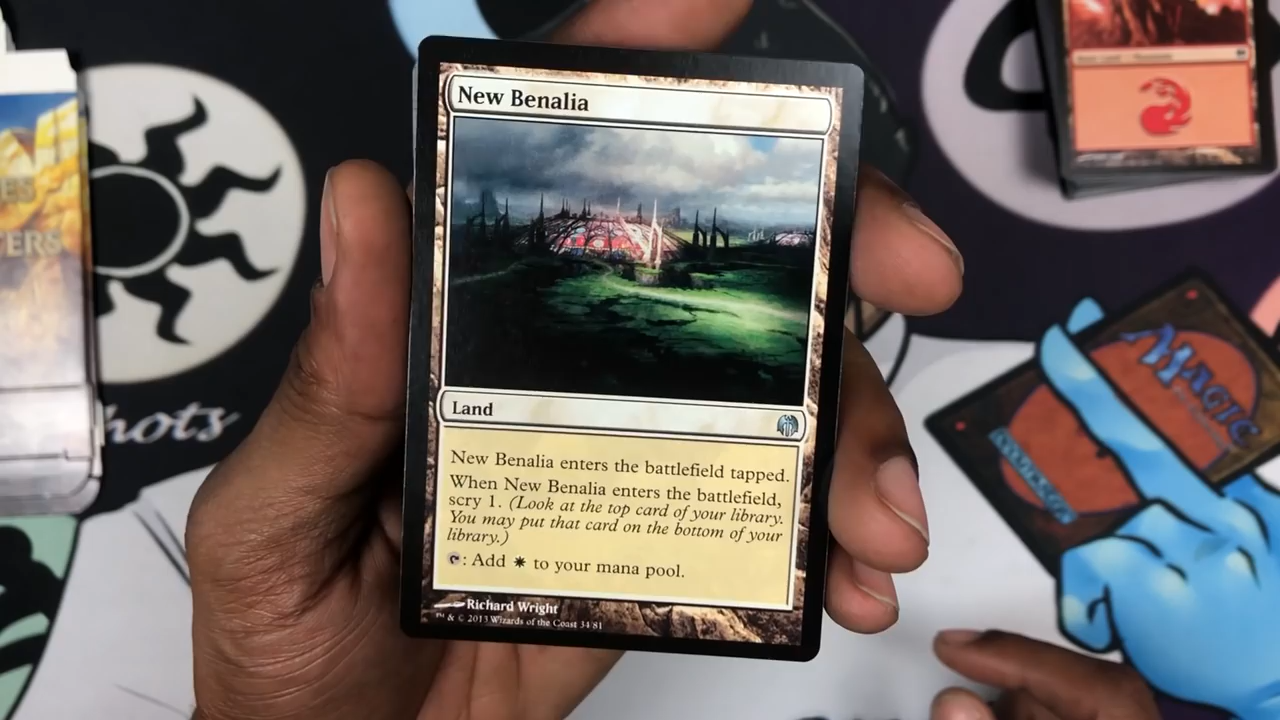 New Benalia
Land
New Benalia enters the battlefield tapped.
When New Benalia enters the battlefield,
scry 1. (Look at the top card of your library.
You may put that card on the bottom of your
library.)
: Add to your mana pool.
Richard Wright
™ & © 2013 Wizards of the Coast 34/81
ES
TERS
hots
MAGIC